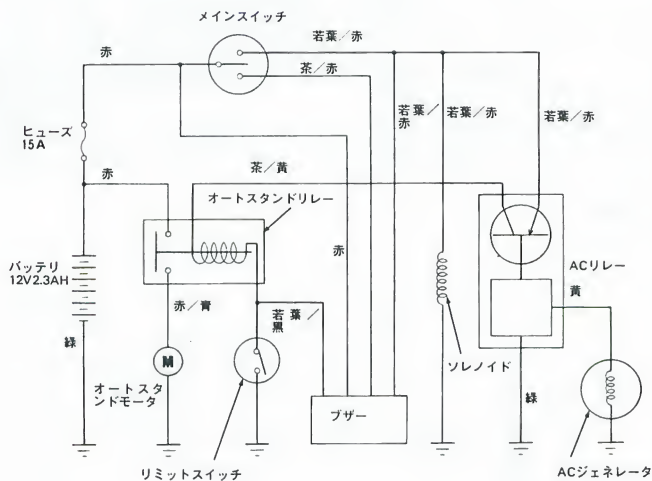 メインスイッチ
赤
若葉／赤
茶／赤
若葉／
赤
若葉／赤
若葉／赤
ヒューズ
15A
赤
茶／黄
オートスタンドリレー
バッテリ
12V2.3AH
赤
ACリレー
黄
赤／青
若葉／
黒
緑
M
ソレノイド
オートスタ
ンドモータ
ブザー
緑
リミットスイッチ
ACジェネレータ